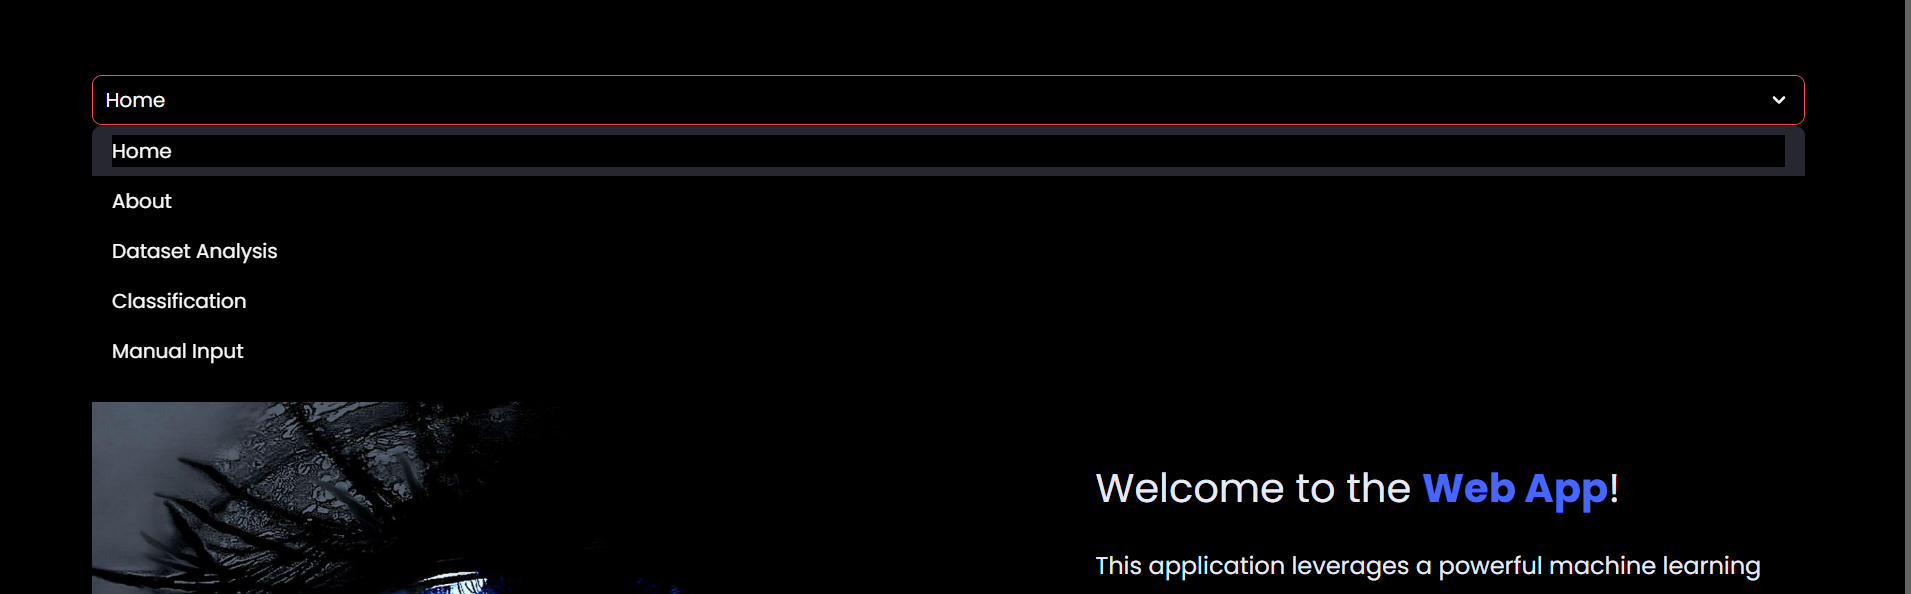 Home
Home
About
Dataset Analysis
Classification
Manual Input
Welcome to the Web App!
This application leverages a powerful machine learning